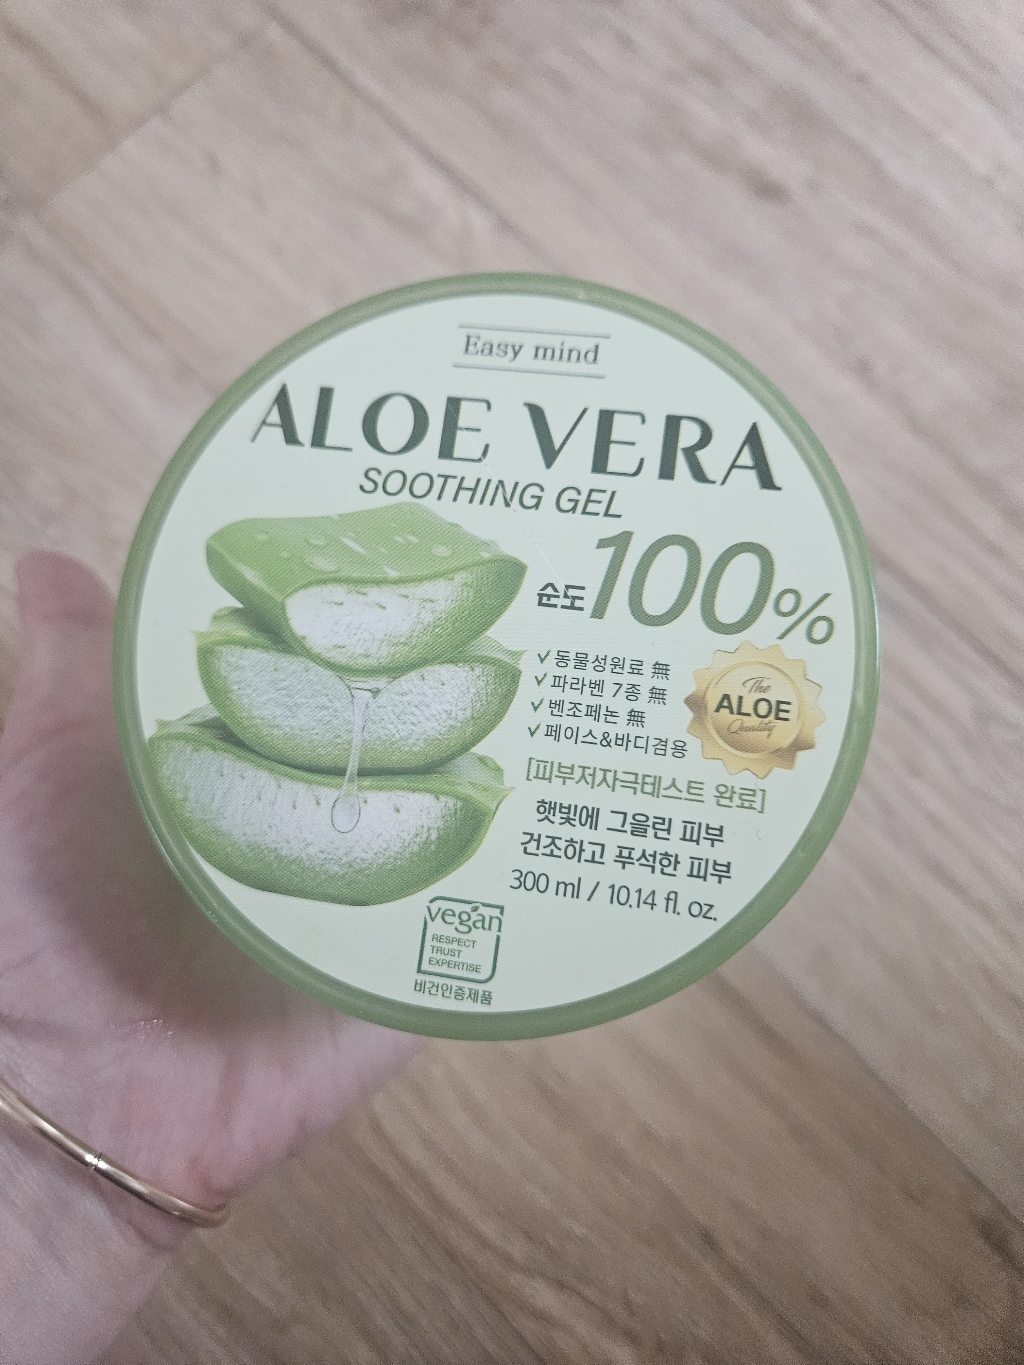 Easy mind
ALOE VERA
SOOTHING GEL
순도 100%
✓동물성원료 無
✓파라벤 7종 無
✓벤조페논 無
✓페이스&바디겸용
The
ALOE
Quality
[피부저자극테스트 완료]
햇빛에 그을린 피부
건조하고 푸석한 피부
300 ml / 10.14 fl. oz.
vegan
RESPECT
TRUST
EXPERTISE
비건인증제품